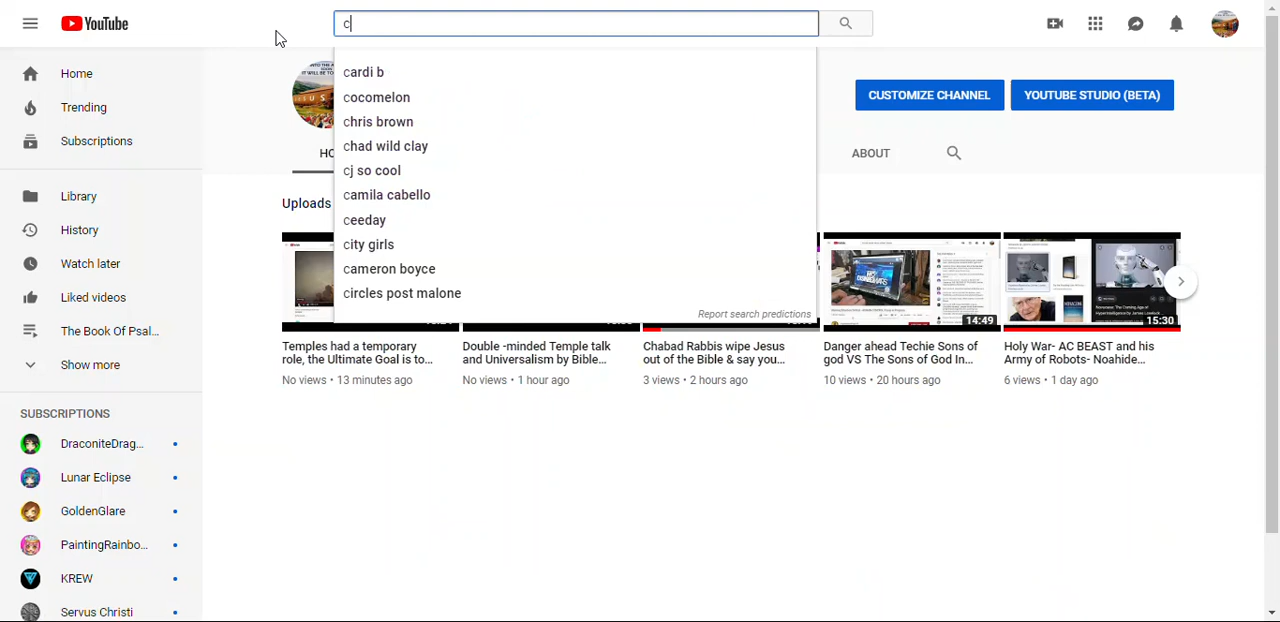 YouTube
c
Home
Trending
Subscriptions
Library
History
Watch later
Liked videos
The Book Of Psal...
Show more
SUBSCRIPTIONS
DraconiteDrag...
Lunar Eclipse
GoldenGlare
PaintingRainbo...
KREW
Servus Christi
cardi b
cocomelon
chris brown
chad wild clay
cj so cool
camila cabello
ceeday
city girls
cameron boyce
circles post malone
Report search predictions
CUSTOMIZE CHANNEL
YOUTUBE STUDIO (BETA)
HO
ABOUT
Uploads
Temples had a temporary
role, the Ultimate Goal is to...
No views • 13 minutes ago
Double -minded Temple talk
and Universalism by Bible...
No views • 1 hour ago
Chabad Rabbis wipe Jesus
out of the Bible & say you...
3 views • 2 hours ago
14:49
Danger ahead Techie Sons of
god VS The Sons of God In...
10 views • 20 hours ago
15:30
Holy War- AC BEAST and his
Army of Robots- Noahide...
6 views • 1 day ago